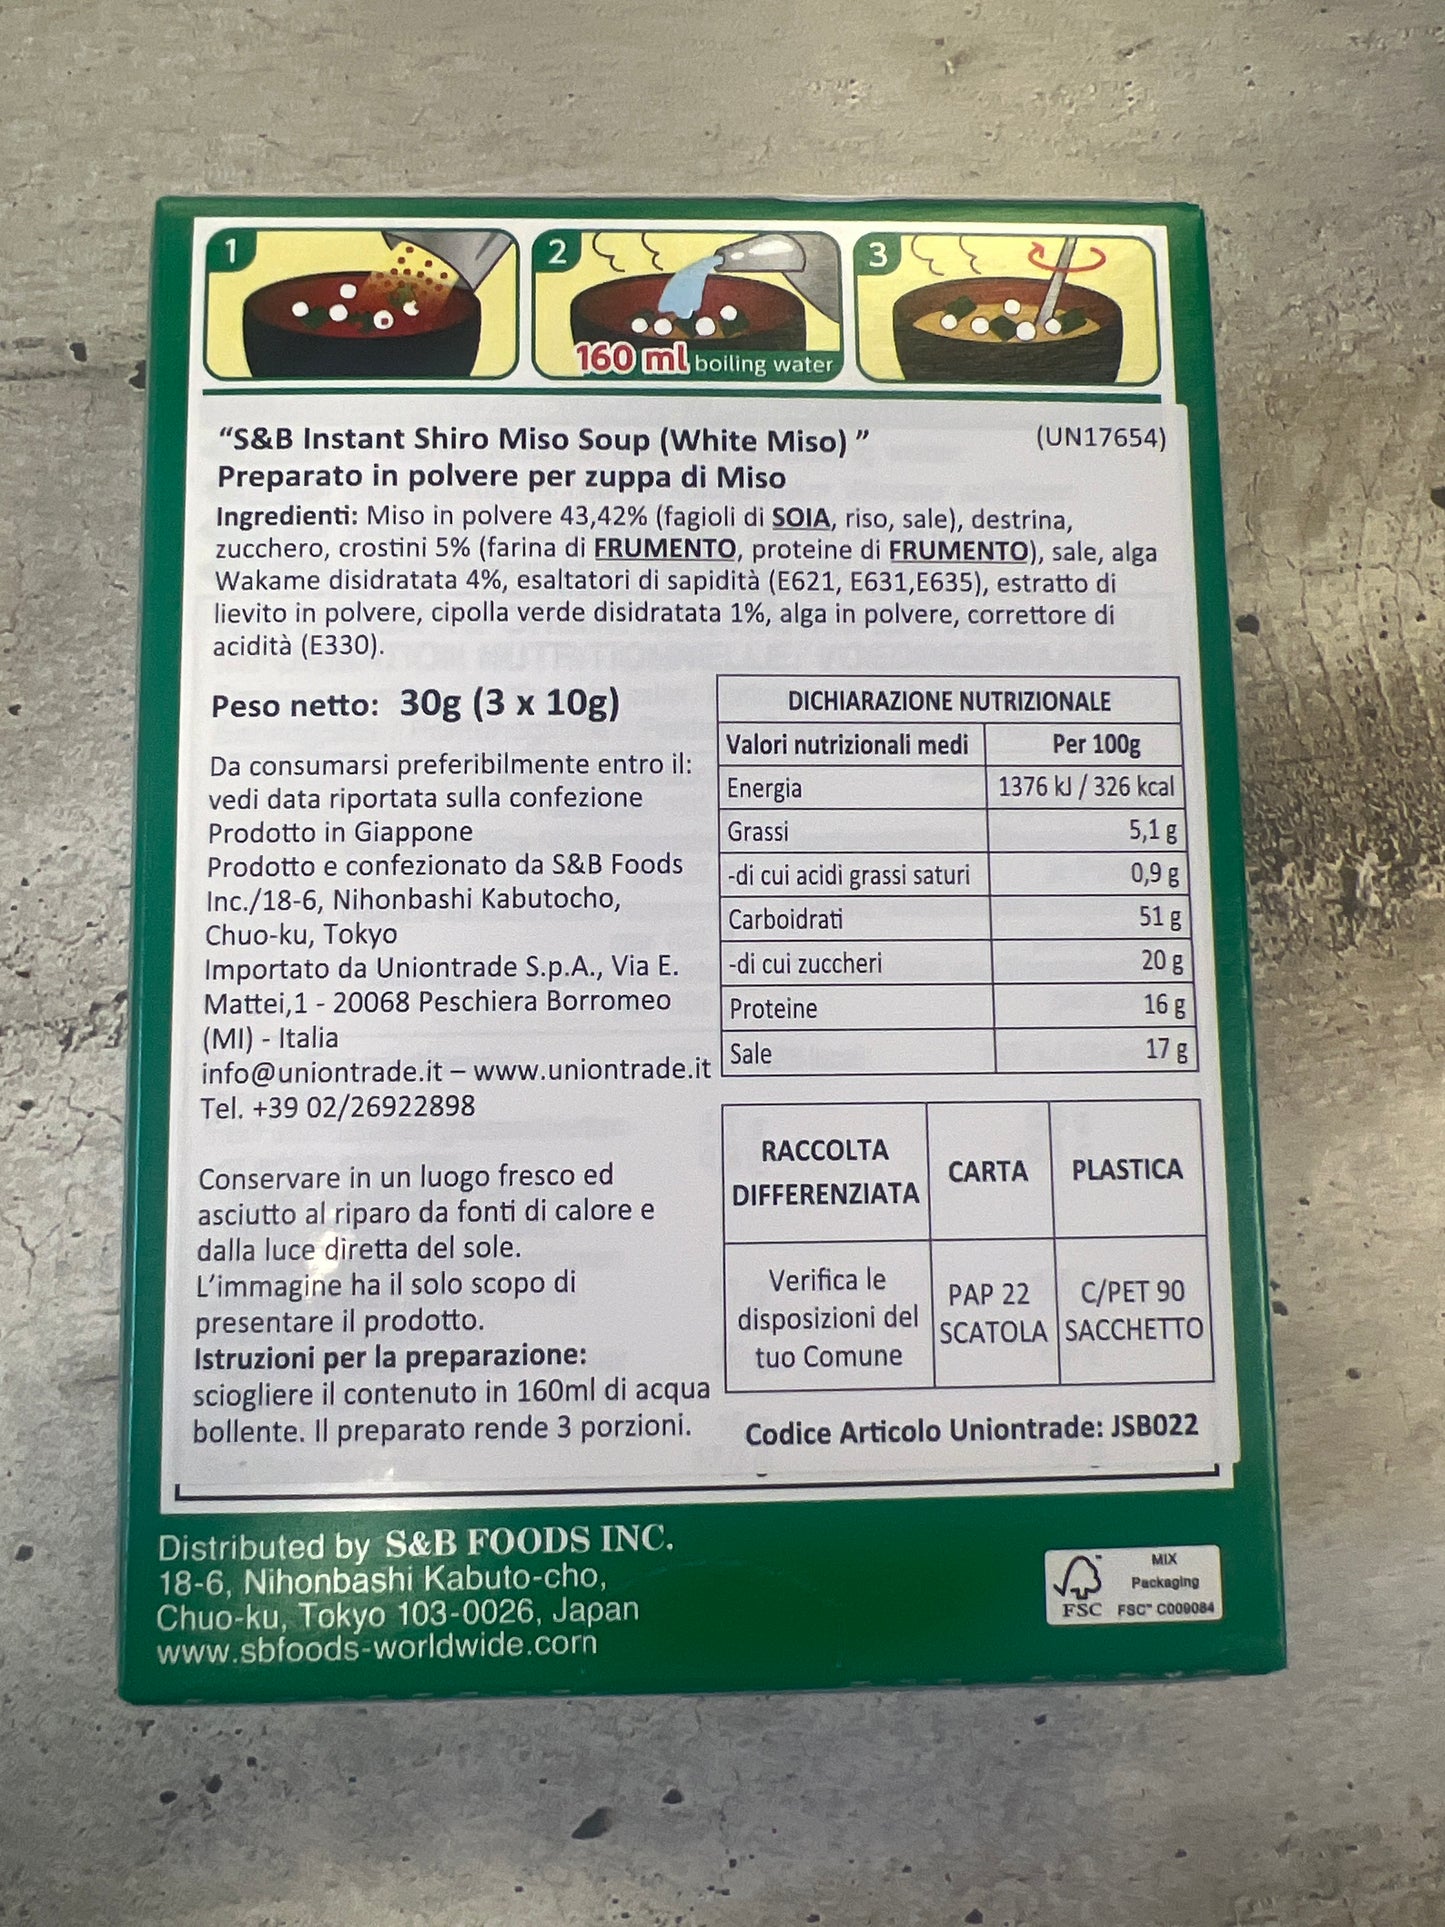 1
2
3
160 ml boiling water
“S&B Instant Shiro Miso Soup (White Miso) ”
(UN17654)
Preparato in polvere per zuppa di Miso
Ingredienti: Miso in polvere 43,42% (fagioli di SOIA, riso, sale), destrina,
zucchero, crostini 5% (farina di FRUMENTO, proteine di FRUMENTO), sale, alga
Wakame disidratata 4%, esaltatori di sapidità (E621, E631,E635), estratto di
lievito in polvere, cipolla verde disidratata 1%, alga in polvere, correttore di
acidità (E330).
Peso netto: 30g (3 x 10g)
Da consumarsi preferibilmente entro il:
vedi data riportata sulla confezione
Prodotto in Giappone
Prodotto e confezionato da S&B Foods
Inc./18-6, Nihonbashi Kabutocho,
Chuo-ku, Tokyo
Importato da Uniontrade S.p.A., Via E.
Mattei,1 - 20068 Peschiera Borromeo
(MI) - Italia
info@uniontrade.it – www.uniontrade.it
Tel. +39 02/26922898
Conservare in un luogo fresco ed
asciutto al riparo da fonti di calore e
dalla luce diretta del sole.
L’immagine ha il solo scopo di
presentare il prodotto.
Istruzioni per la preparazione:
sciogliere il contenuto in 160ml di acqua
bollente. Il preparato rende 3 porzioni.
DICHIARAZIONE NUTRIZIONALE
Valori nutrizionali medi Per 100g
Energia 1376 kJ / 326 kcal
Grassi 5,1 g
-di cui acidi grassi saturi 0,9 g
Carboidrati 51 g
-di cui zuccheri 20 g
Proteine 16 g
Sale 17 g
RACCOLTA
DIFFERENZIATA
CARTA
PLASTICA
Verifica le
disposizioni del
tuo Comune
PAP 22
SCATOLA
C/PET 90
SACCHETTO
Codice Articolo Uniontrade: JSB022
Distributed by S&B FOODS INC.
18-6, Nihonbashi Kabuto-cho,
Chuo-ku, Tokyo 103-0026, Japan
www.sbfoods-worldwide.com
MIX
Packaging
FSC FSC™ C009084